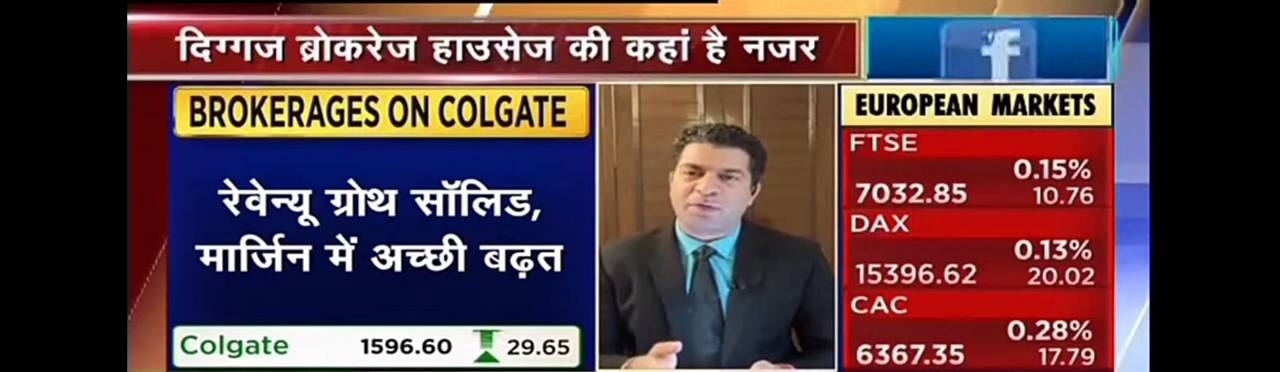 दिग्गज ब्रोकरेज हाउसेज की कहां है नजर
f
BROKERAGES ON COLGATE
रेवेन्यू ग्रोथ सॉलिड,
मार्जिन में अच्छी बढ़त
Colgate 1596.60 29.65
EUROPEAN MARKETS
FTSE
0.15%
7032.85 10.76
DAX
0.13%
15396.62 20.02
CAC
0.28%
6367.35 17.79